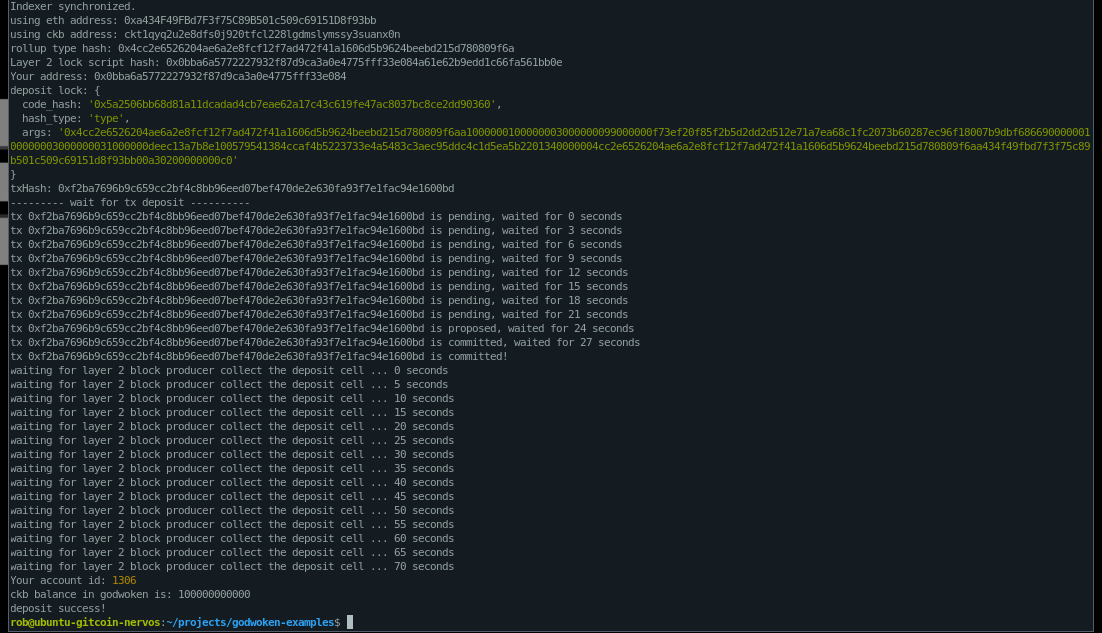 Indexer synchronized.
using eth address: 0xa434F49FBd7F3f75C89B501c509c69151D8f93bb
using ckb address: ckt1qyq2u2e8dfs0j920tfcl228lgdmslymssy3suanx0n
rollup type hash: 0x4cc2e6526204ae6a2e8fcf12f7ad472f41a1606d5b9624beebd215d780809f6a
Layer 2 lock script hash: 0x0bba6a5772227932f87d9ca3a0e4775fff33e084a61e62b9edd1c66fa561bb0e
Your address: 0x0bba6a5772227932f87d9ca3a0e4775fff33e084
deposit lock: {
  code_hash: '0x5a2506bb68d81a11dcadad4cb7eae62a17c43c619fe47ac8037bc8ce2dd90360',
  hash_type: 'type',
  args: '0x4cc2e6526204ae6a2e8fcf12f7ad472f41a1606d5b9624beebd215d780809f6aa10000001000000030000000099000000f73ef20f85f2b5d2dd2d512e71a7ea68c1fc2073b60287ec96f18007b9dbf686690000001
0000000300000000031000000deec13a7b8e100579541384ccaf4b5223733e4a5483c3aec95ddc4c1d5ea5b2201340000004cc2e6526204ae6a2e8fcf12f7ad472f41a1606d5b9624beebd215d780809f6aa434f49fbd7f3f75c89
b501c509c69151d8f93bb00a30200000000c0'
}
txHash: 0xf2ba7696b9c659cc2bf4c8bb96eed07bef470de2e630fa93f7e1fac94e1600bd
--------- wait for tx deposit ----------
tx 0xf2ba7696b9c659cc2bf4c8bb96eed07bef470de2e630fa93f7e1fac94e1600bd is pending, waited for 0 seconds
tx 0xf2ba7696b9c659cc2bf4c8bb96eed07bef470de2e630fa93f7e1fac94e1600bd is pending, waited for 3 seconds
tx 0xf2ba7696b9c659cc2bf4c8bb96eed07bef470de2e630fa93f7e1fac94e1600bd is pending, waited for 6 seconds
tx 0xf2ba7696b9c659cc2bf4c8bb96eed07bef470de2e630fa93f7e1fac94e1600bd is pending, waited for 9 seconds
tx 0xf2ba7696b9c659cc2bf4c8bb96eed07bef470de2e630fa93f7e1fac94e1600bd is pending, waited for 12 seconds
tx 0xf2ba7696b9c659cc2bf4c8bb96eed07bef470de2e630fa93f7e1fac94e1600bd is pending, waited for 15 seconds
tx 0xf2ba7696b9c659cc2bf4c8bb96eed07bef470de2e630fa93f7e1fac94e1600bd is pending, waited for 18 seconds
tx 0xf2ba7696b9c659cc2bf4c8bb96eed07bef470de2e630fa93f7e1fac94e1600bd is pending, waited for 21 seconds
tx 0xf2ba7696b9c659cc2bf4c8bb96eed07bef470de2e630fa93f7e1fac94e1600bd is proposed, waited for 24 seconds
tx 0xf2ba7696b9c659cc2bf4c8bb96eed07bef470de2e630fa93f7e1fac94e1600bd is committed, waited for 27 seconds
tx 0xf2ba7696b9c659cc2bf4c8bb96eed07bef470de2e630fa93f7e1fac94e1600bd is committed!
waiting for layer 2 block producer collect the deposit cell ... 0 seconds
waiting for layer 2 block producer collect the deposit cell ... 5 seconds
waiting for layer 2 block producer collect the deposit cell ... 10 seconds
waiting for layer 2 block producer collect the deposit cell ... 15 seconds
waiting for layer 2 block producer collect the deposit cell ... 20 seconds
waiting for layer 2 block producer collect the deposit cell ... 25 seconds
waiting for layer 2 block producer collect the deposit cell ... 30 seconds
waiting for layer 2 block producer collect the deposit cell ... 35 seconds
waiting for layer 2 block producer collect the deposit cell ... 40 seconds
waiting for layer 2 block producer collect the deposit cell ... 45 seconds
waiting for layer 2 block producer collect the deposit cell ... 50 seconds
waiting for layer 2 block producer collect the deposit cell ... 55 seconds
waiting for layer 2 block producer collect the deposit cell ... 60 seconds
waiting for layer 2 block producer collect the deposit cell ... 65 seconds
waiting for layer 2 block producer collect the deposit cell ... 70 seconds
Your account id: 1306
ckb balance in godwoken is: 100000000000
deposit success!
rob@ubuntu-gitcoin-nervos:~/projects/godwoken-examples$